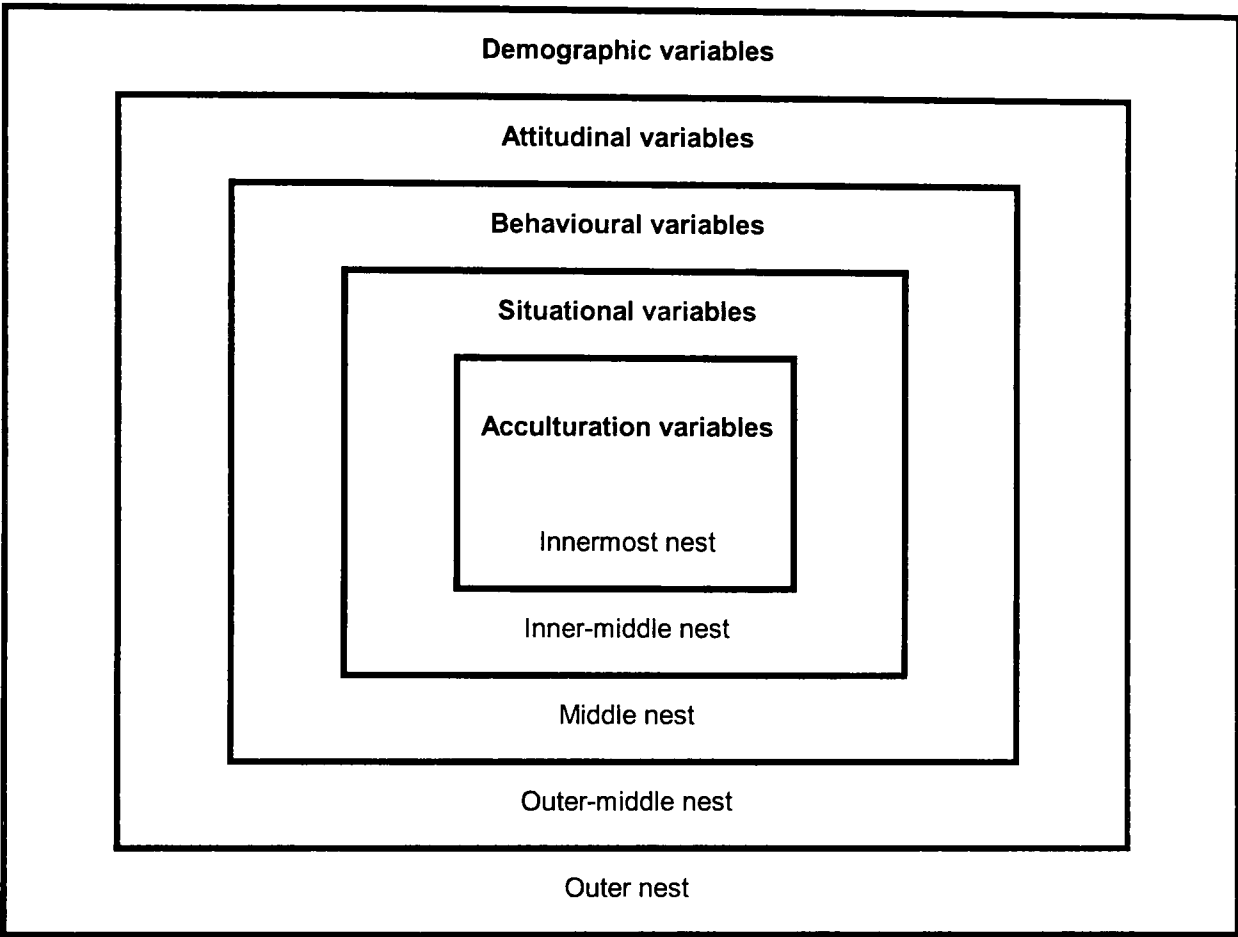 Demographic variables
Attitudinal variables
Behavioural variables
Situational variables
Acculturation variables
Innermost nest
Inner-middle nest
Middle nest
Outer-middle nest
Outer nest